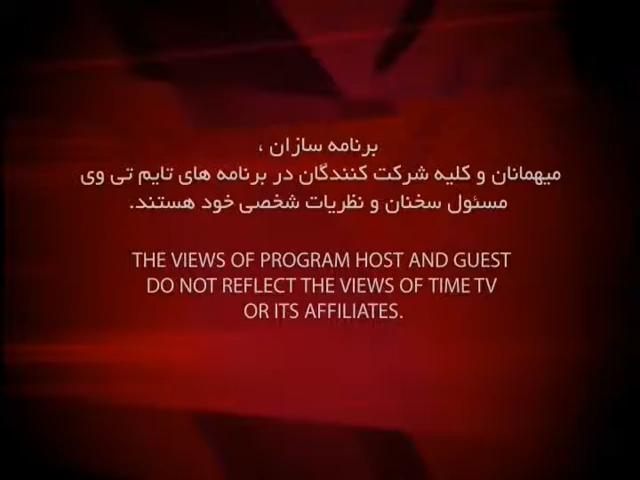 برنامه سازان ،
میهمانان و کلیه شرکت کنندگان در برنامه های تایم تی وی
مسئول سخنان و نظریات شخصی خود هستند.
THE VIEWS OF PROGRAM HOST AND GUEST
DO NOT REFLECT THE VIEWS OF TIME TV
OR ITS AFFILIATES.